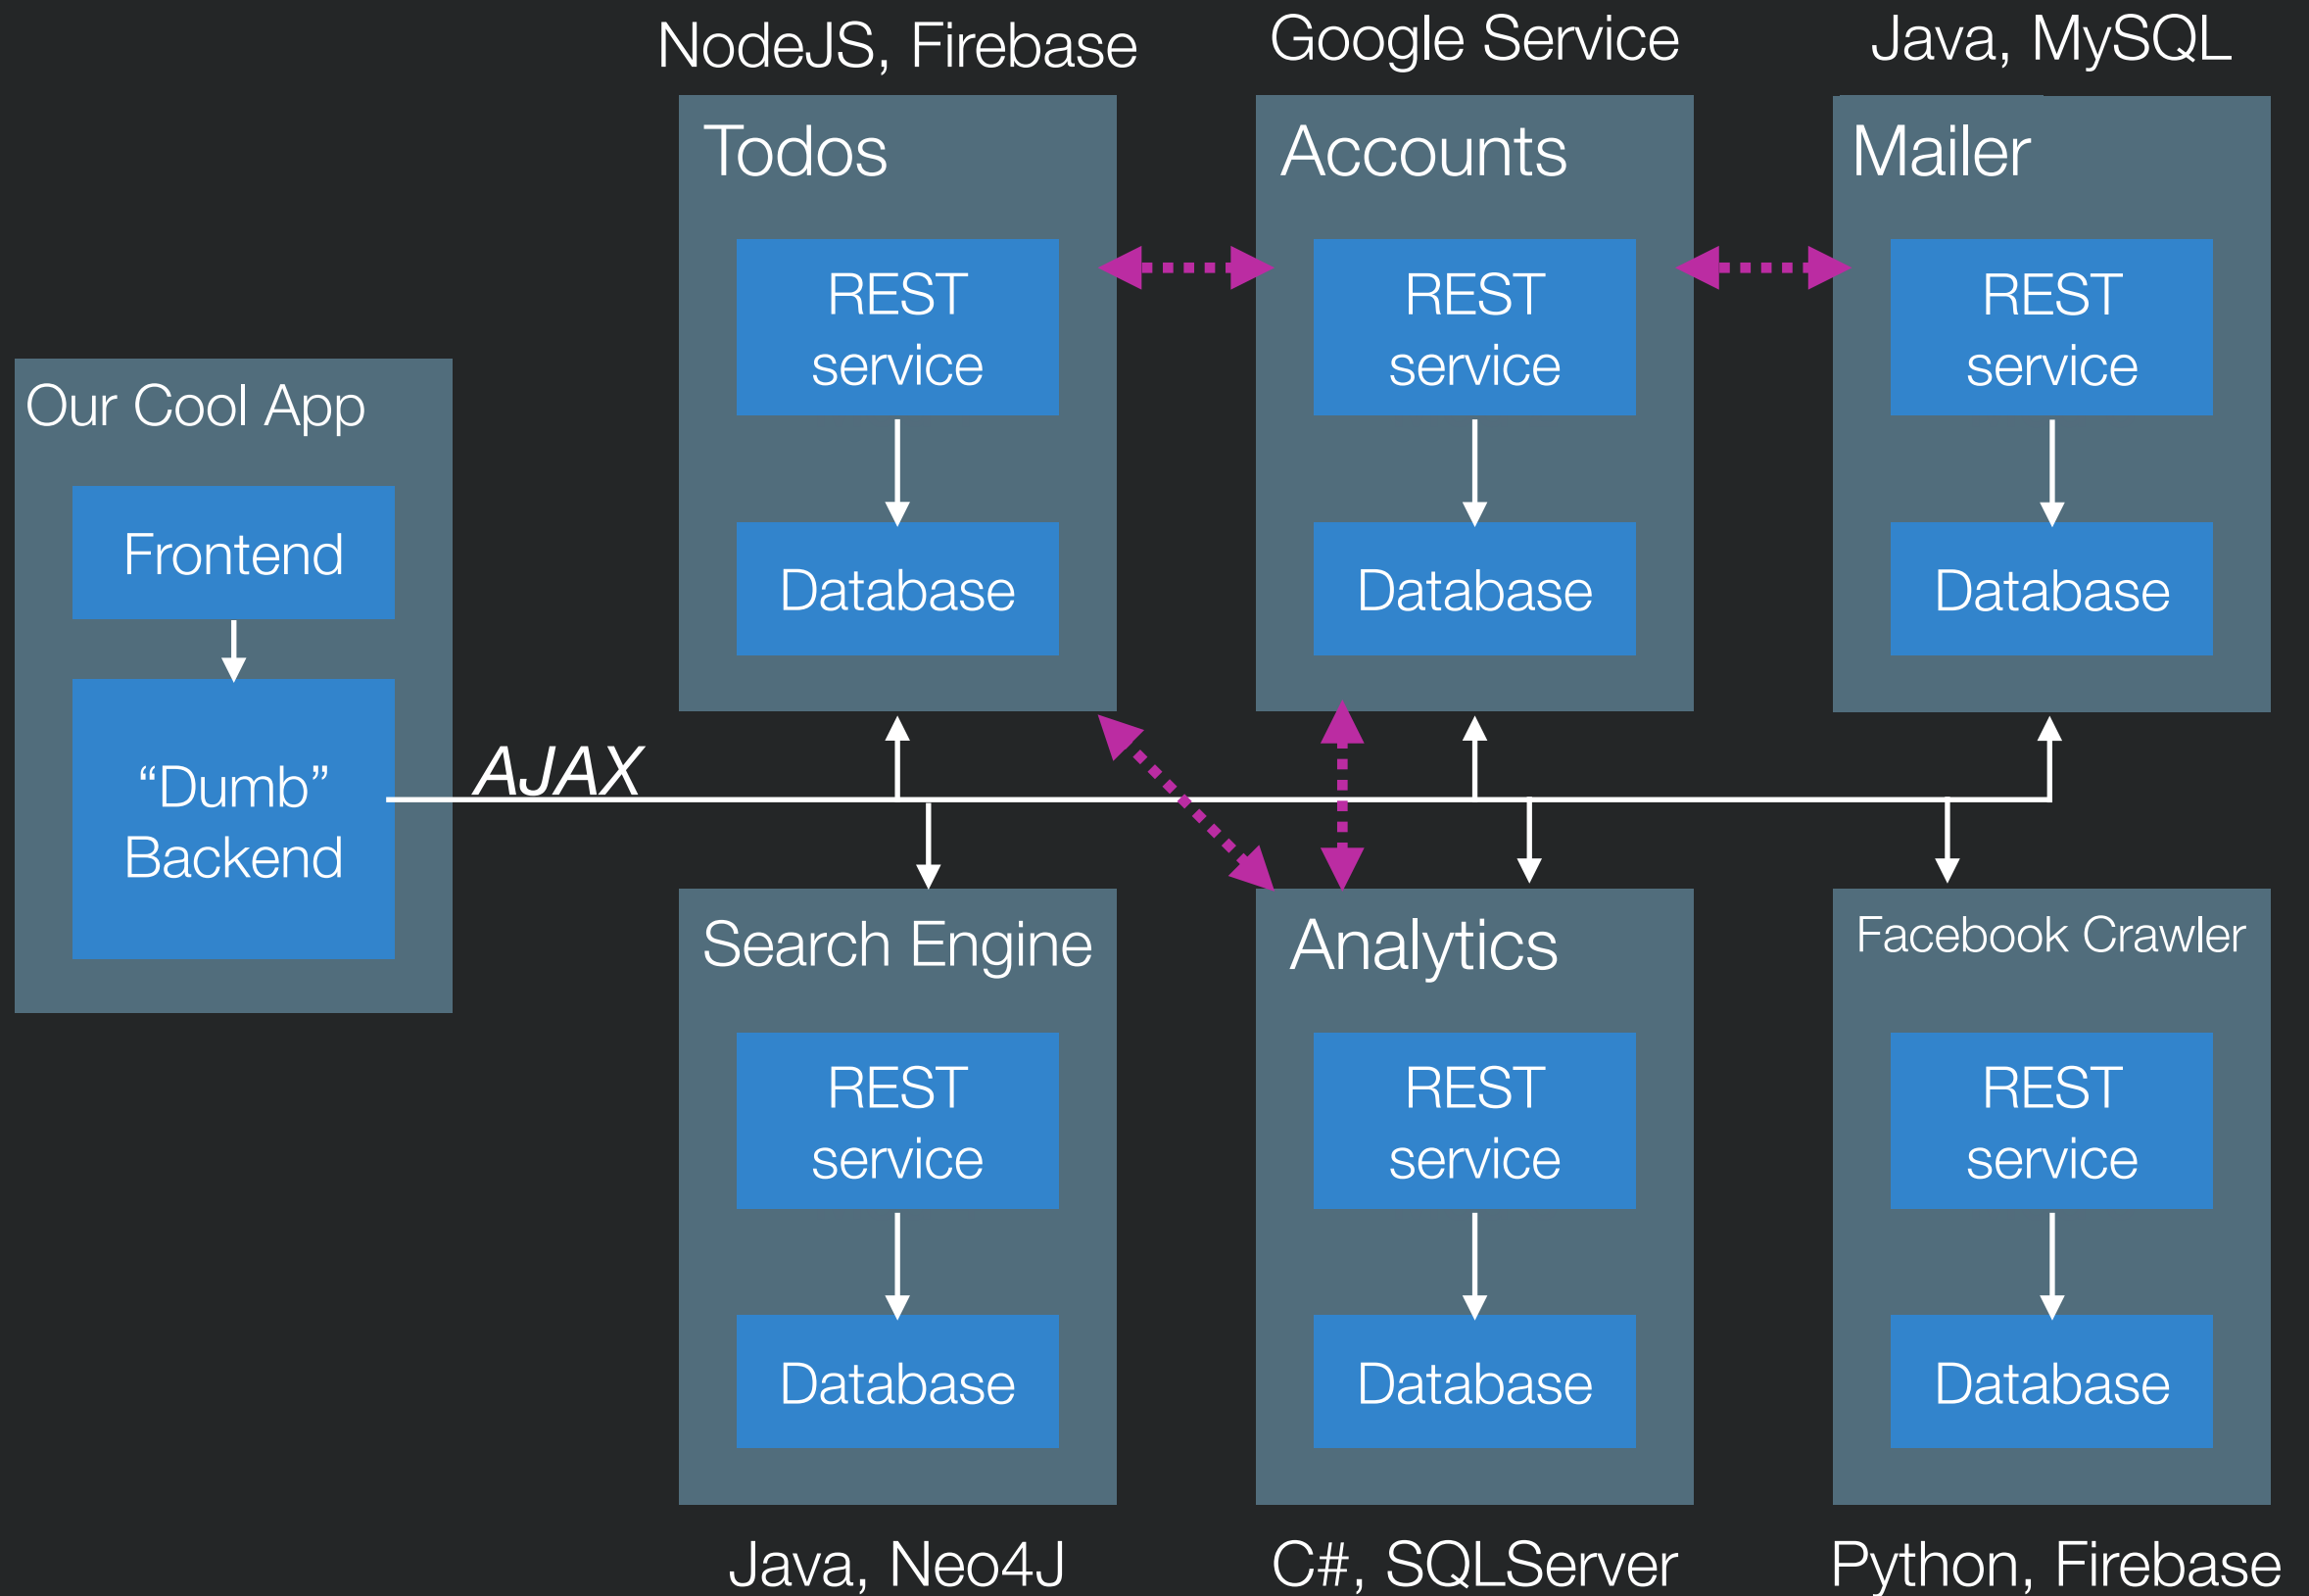 NodeJS, Firebase
Google Service
Java, MySQL
Todos
Accounts
Mailer
REST
service
REST
service
REST
service
Our Cool App
Frontend
Database
Database
Database
“Dumb”
Backend
AJAX
Search Engine
Analytics
Facebook Crawler
REST
service
REST
service
REST
service
Database
Database
Database
Java, Neo4J
C#, SQLServer
Python, Firebase